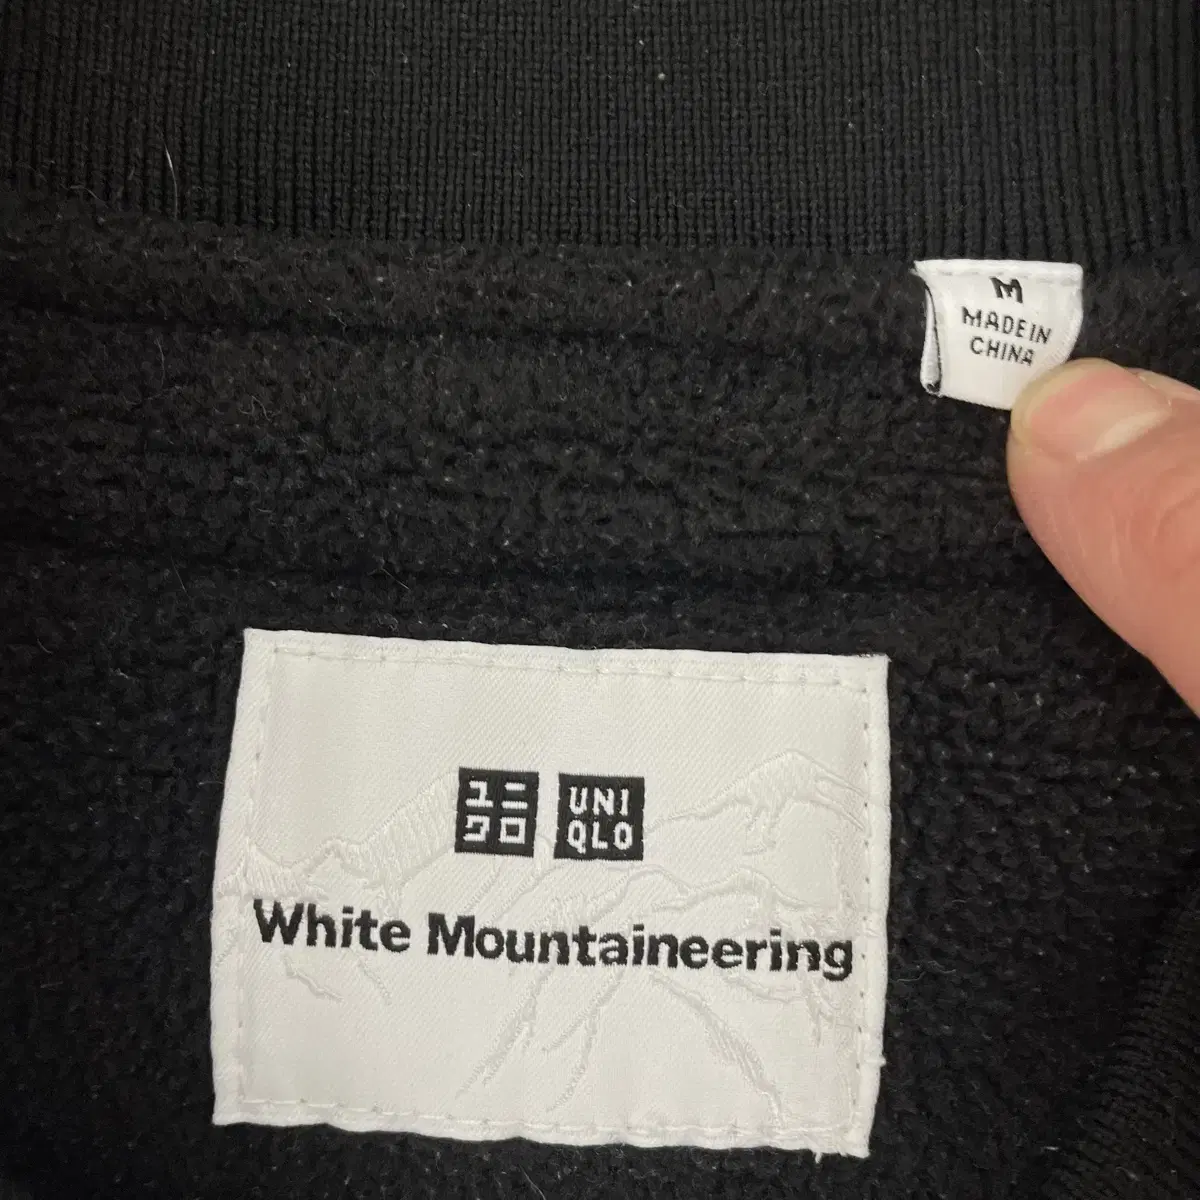 M
MADE IN
CHINA
ユニ
クロ
UNI
QLO
White Mountaineering